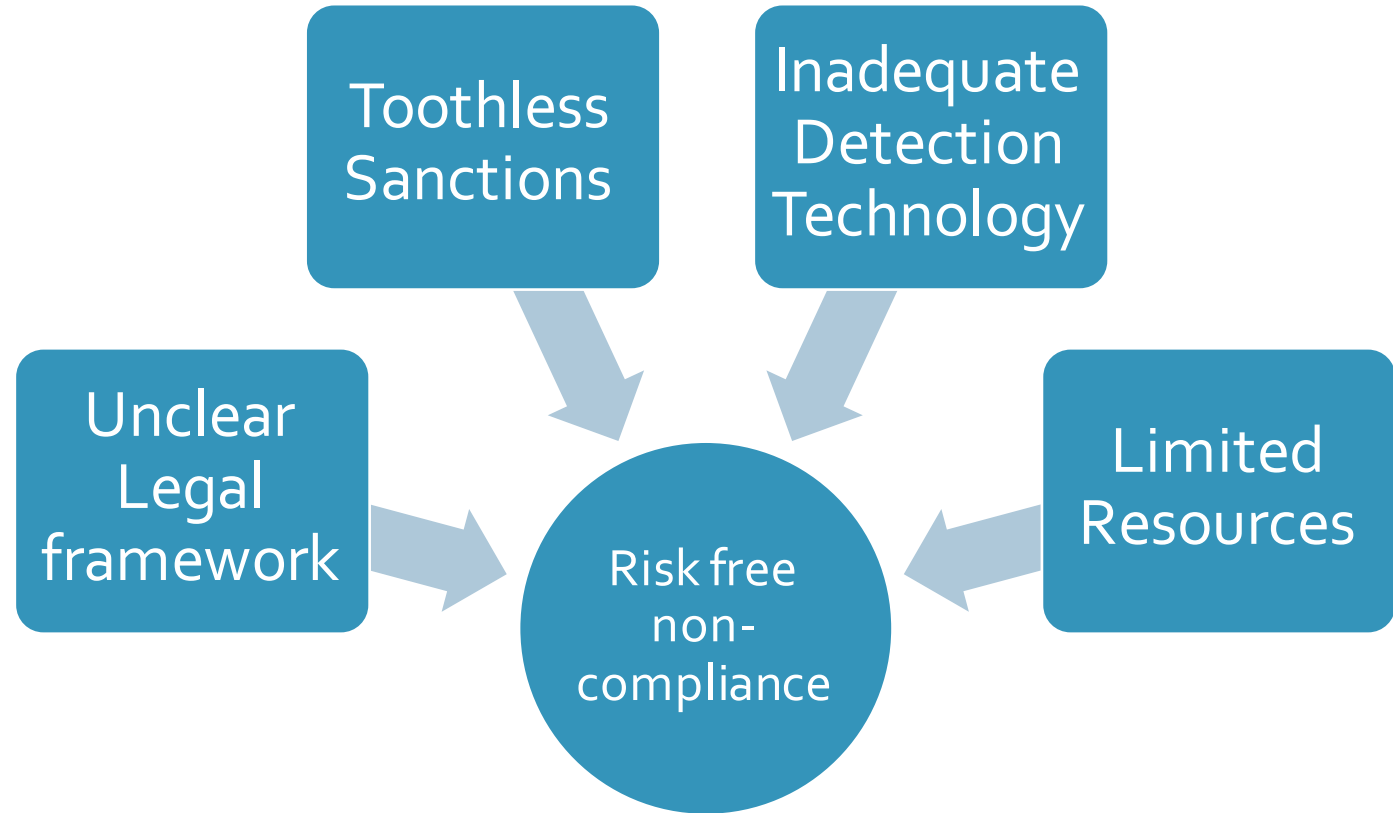 Toothless
Sanctions
Inadequate
Detection
Technology
Unclear
Legal
framework
Limited
Resources
Risk free
non-
compliance